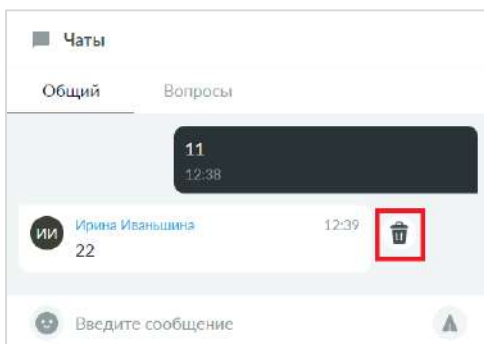 Чаты
Общий Вопросы
11
12:38
ИИ Ирина Иваньшина 12:39
22
Введите сообщение